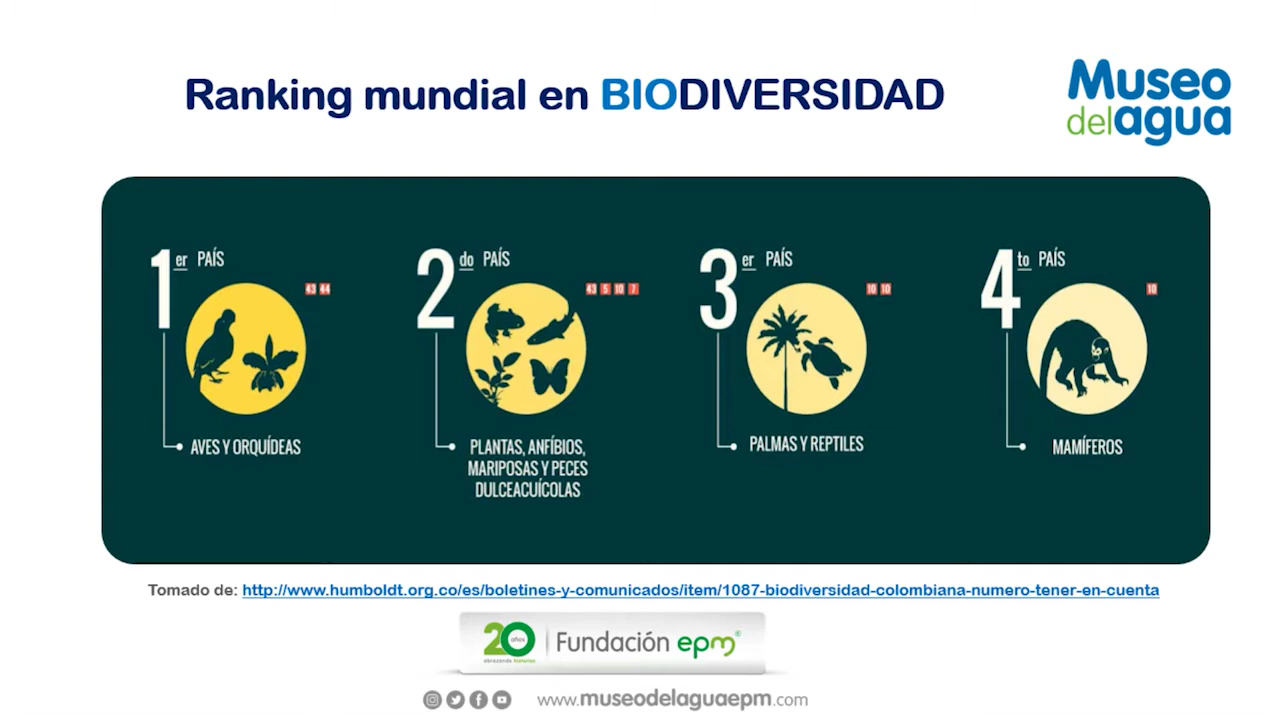 Ranking mundial en BIODIVERSIDAD
Museo
delagua
1er PAÍS
43 44
AVES Y ORQUÍDEAS
2do PAÍS
43 5 10 7
PLANTAS, ANFÍBIOS,
MARIPOSAS Y PECES
DULCEACUÍCOLAS
3er PAÍS
10 10
PALMAS Y REPTILES
4to PAÍS
10
MAMÍFEROS
Tomado de: http://www.humboldt.org.co/es/boletines-y-comunicados/item/1087-biodiversidad-colombiana-numero-tener-en-cuenta
20 años
abrazando historias
Fundación epm®
www.museodelaguaepm.com